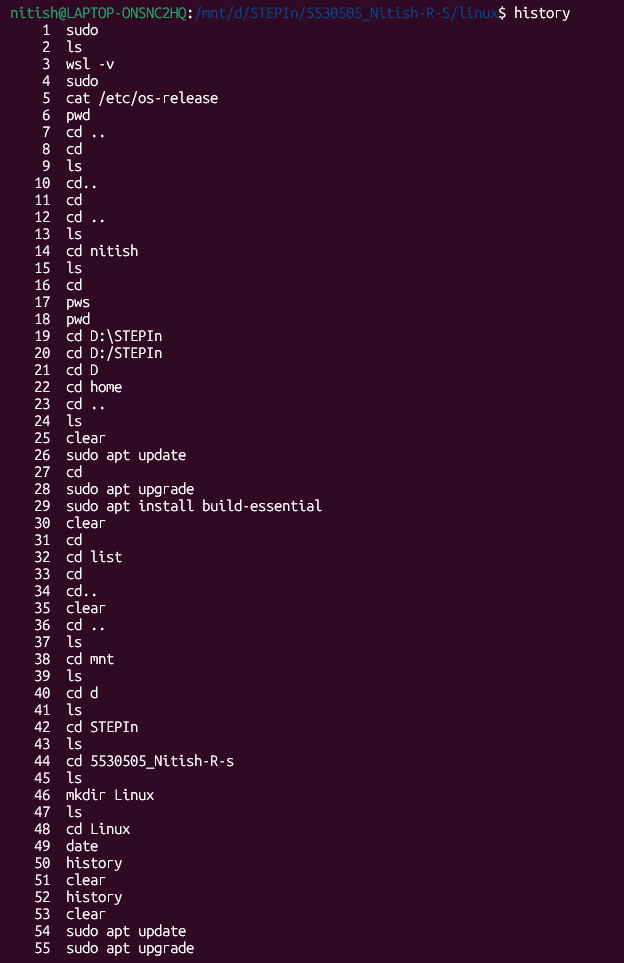 nitish@LAPTOP-ONSNC2HQ:/mnt/d/STEPIn/5530505_Nitish-R-S/linux$ history
1 sudo
2 ls
3 wsl -v
4 sudo
5 cat /etc/os-release
6 pwd
7 cd ..
8 cd
9 ls
10 cd..
11 cd
12 cd ..
13 ls
14 cd nitish
15 ls
16 cd
17 pws
18 pwd
19 cd D:\STEPIn
20 cd D:/STEPIn
21 cd D
22 cd home
23 cd ..
24 ls
25 clear
26 sudo apt update
27 cd
28 sudo apt upgrade
29 sudo apt install build-essential
30 clear
31 cd
32 cd list
33 cd
34 cd..
35 clear
36 cd ..
37 ls
38 cd mnt
39 ls
40 cd d
41 ls
42 cd STEPIn
43 ls
44 cd 5530505_Nitish-R-s
45 ls
46 mkdir Linux
47 ls
48 cd Linux
49 date
50 history
51 clear
52 history
53 clear
54 sudo apt update
55 sudo apt upgrade